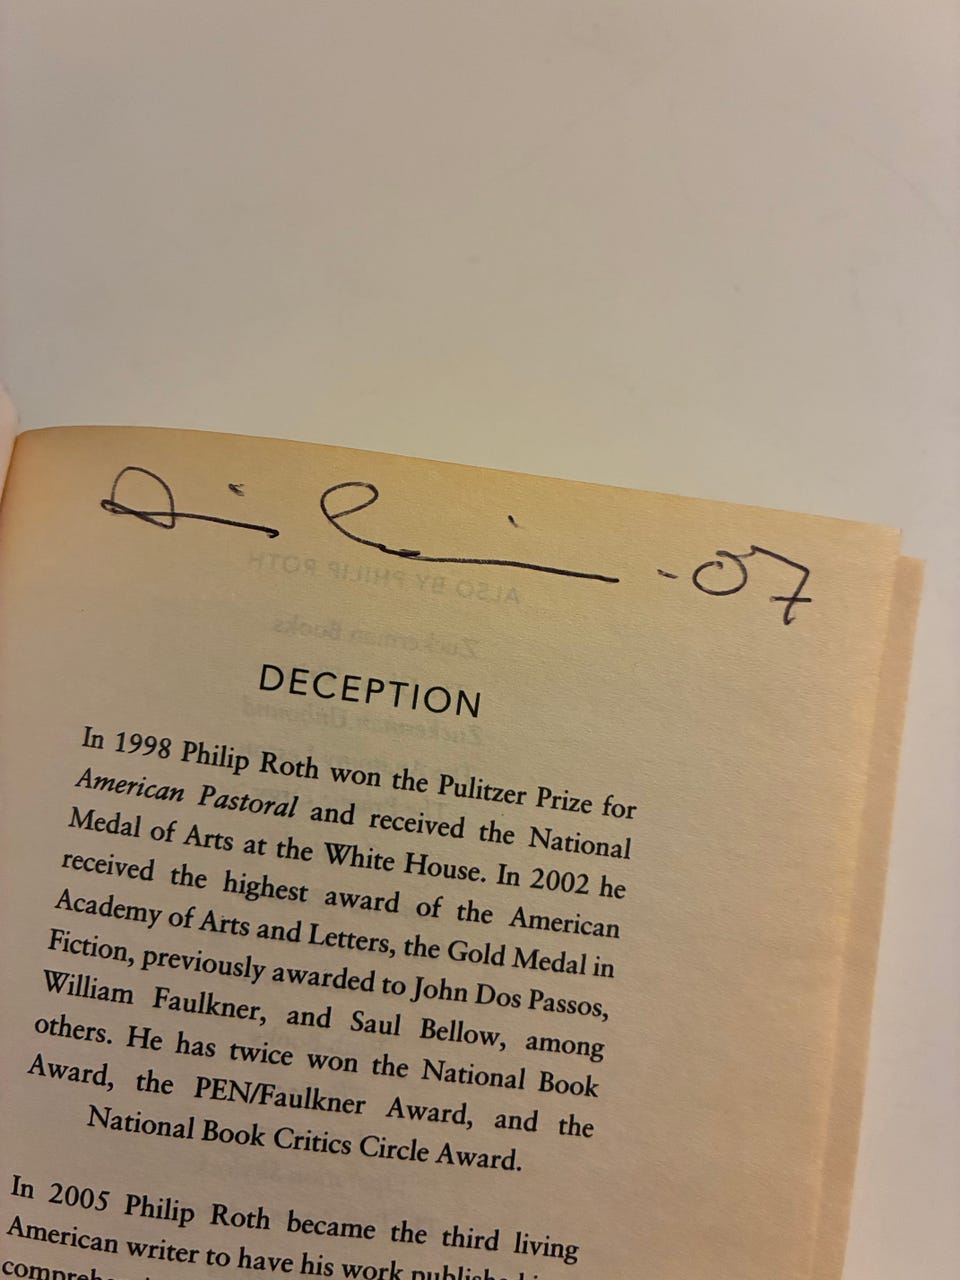 -07
DECEPTION
In 1998 Philip Roth won the Pulitzer Prize for
American Pastoral and received the National
Medal of Arts at the White House. In 2002 he
received the highest award of the American
Academy of Arts and Letters, the Gold Medal in
Fiction, previously awarded to John Dos Passos,
William Faulkner, and Saul Bellow, among
others. He has twice won the National Book
Award, the PEN/Faulkner Award, and the
National Book Critics Circle Award.
In 2005 Philip Roth became the third living
American writer to have his work published